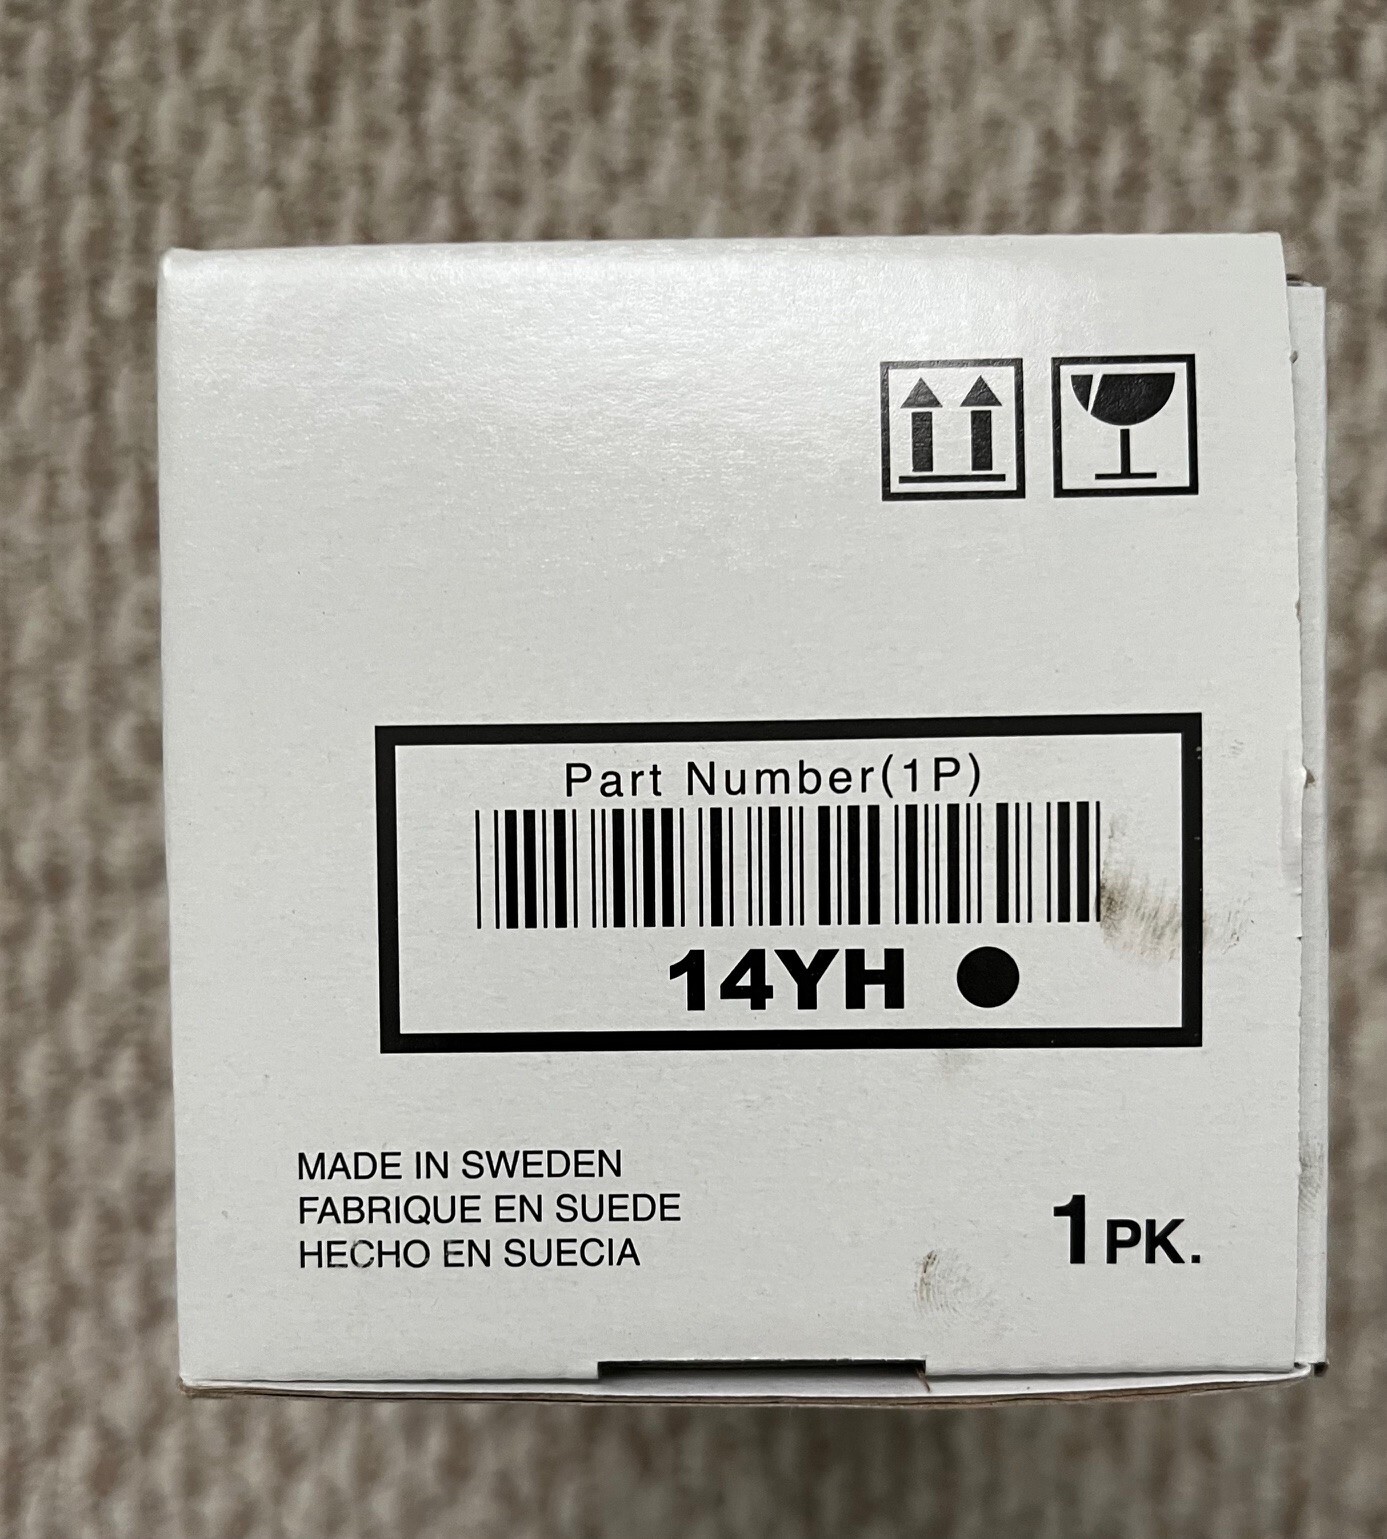 Part Number(1P)
14YH
MADE IN SWEDEN
FABRIQUE EN SUEDE
HECHO EN SUECIA
1PK.